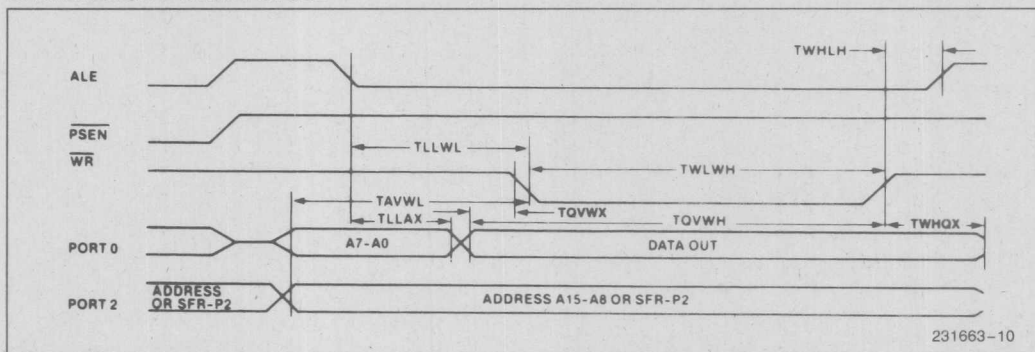 TWHLH
ALE
PSEN
TLLWL
TWLWH
WR
TAVWL
TQVWX
TLLAX
TQVWH
TWHQX
PORT 0
A7-A0
DATA OUT
ADDRESS
OR SFR-P2
PORT 2
ADDRESS A15-A8 OR SFR-P2
231663-10